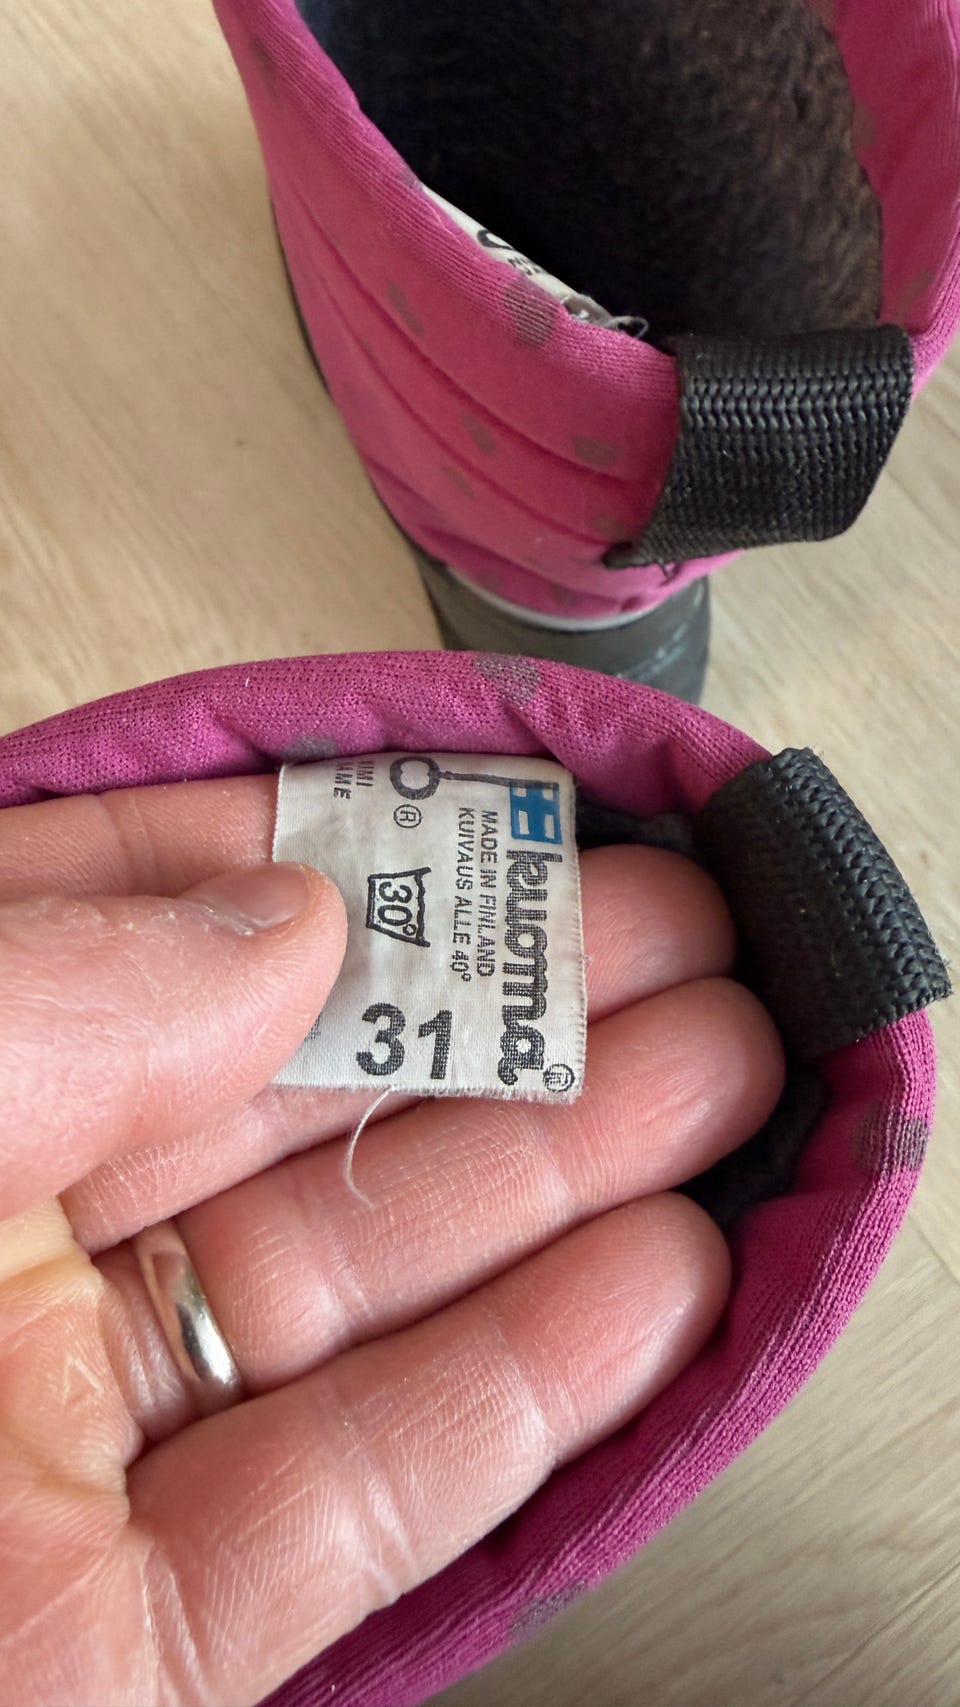 kuoma®
MADE IN FINLAND
KUIVAUS ALLE 40°
® 30° 31